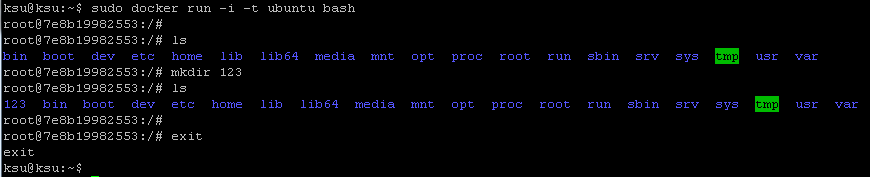 ksu@ksu:~$ sudo docker run -i -t ubuntu bash
root@7e8b19982553:/#
root@7e8b19982553:/# ls
bin boot dev etc home lib lib64 media mnt opt proc root run sbin srv sys tmp usr var
root@7e8b19982553:/# mkdir 123
root@7e8b19982553:/# ls
123 bin boot dev etc home lib lib64 media mnt opt proc root run sbin srv sys tmp usr var
root@7e8b19982553:/#
root@7e8b19982553:/# exit
exit
ksu@ksu:~$